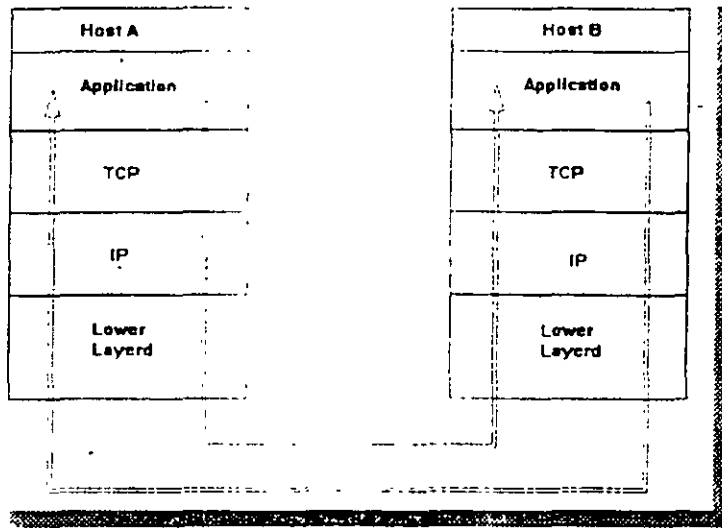 Host A
Application
TCP
IP
Lower
Layerd
Host B
Application
TCP
IP
Lower
Layerd